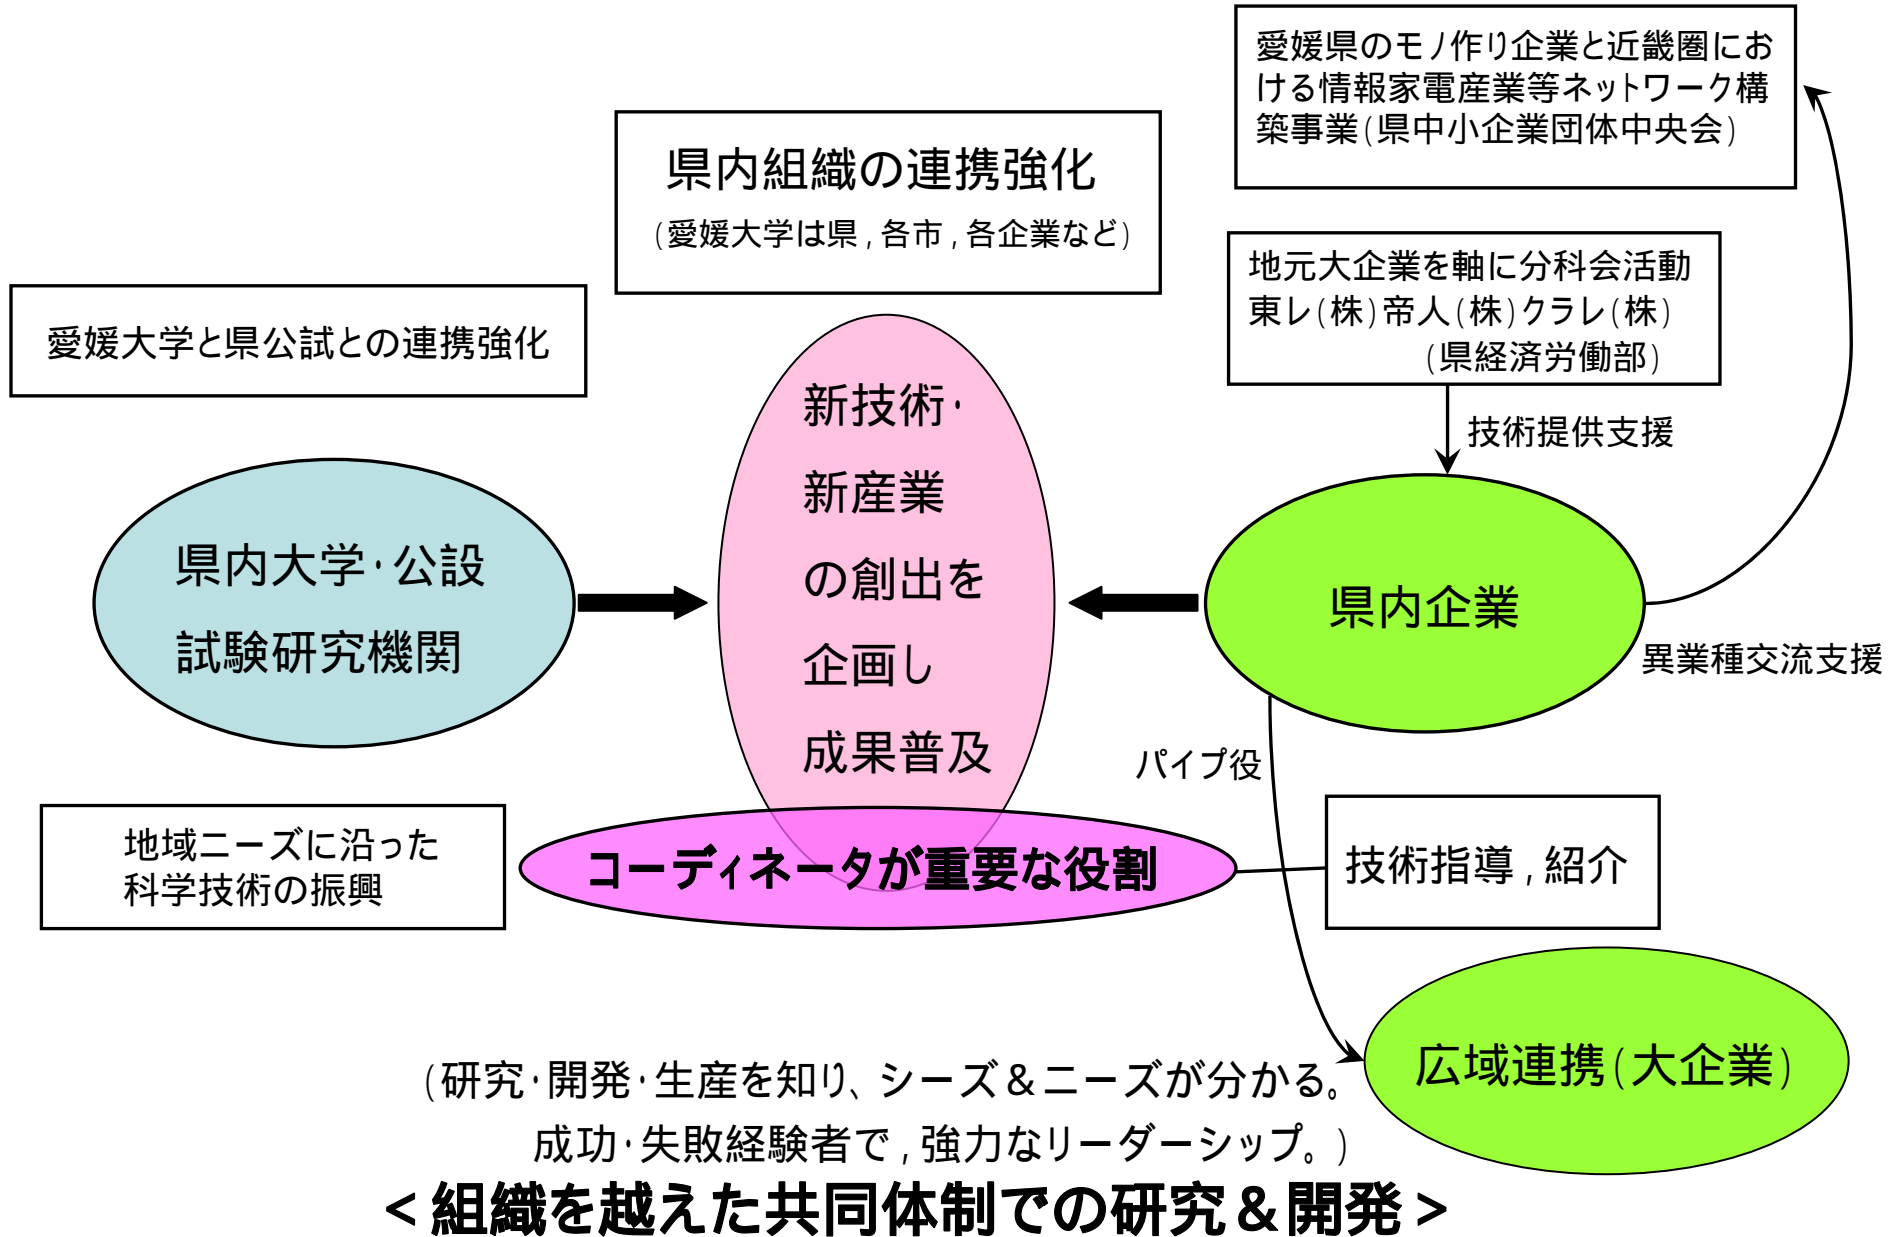 愛媛県のモノ作り企業と近畿圏にお
ける情報家電産業等ネットワーク構
築事業(県中小企業団体中央会)
県内組織の連携強化
(愛媛大学は県,各市,各企業など)
地元大企業を軸に分科会活動
東レ(株)帝人(株)クラレ(株)
(県経済労働部)
愛媛大学と県公試との連携強化
技術提供支援
新技術・
新産業
の創出を
企画し
成果普及
県内大学・公設
試験研究機関
県内企業
異業種交流支援
パイプ役
地域ニーズに沿った
科学技術の振興
コーディネータが重要な役割
技術指導,紹介
広域連携(大企業)
(研究・開発・生産を知り、シーズ&ニーズが分かる。
成功・失敗経験者で,強力なリーダーシップ。)
<組織を越えた共同体制での研究&開発>